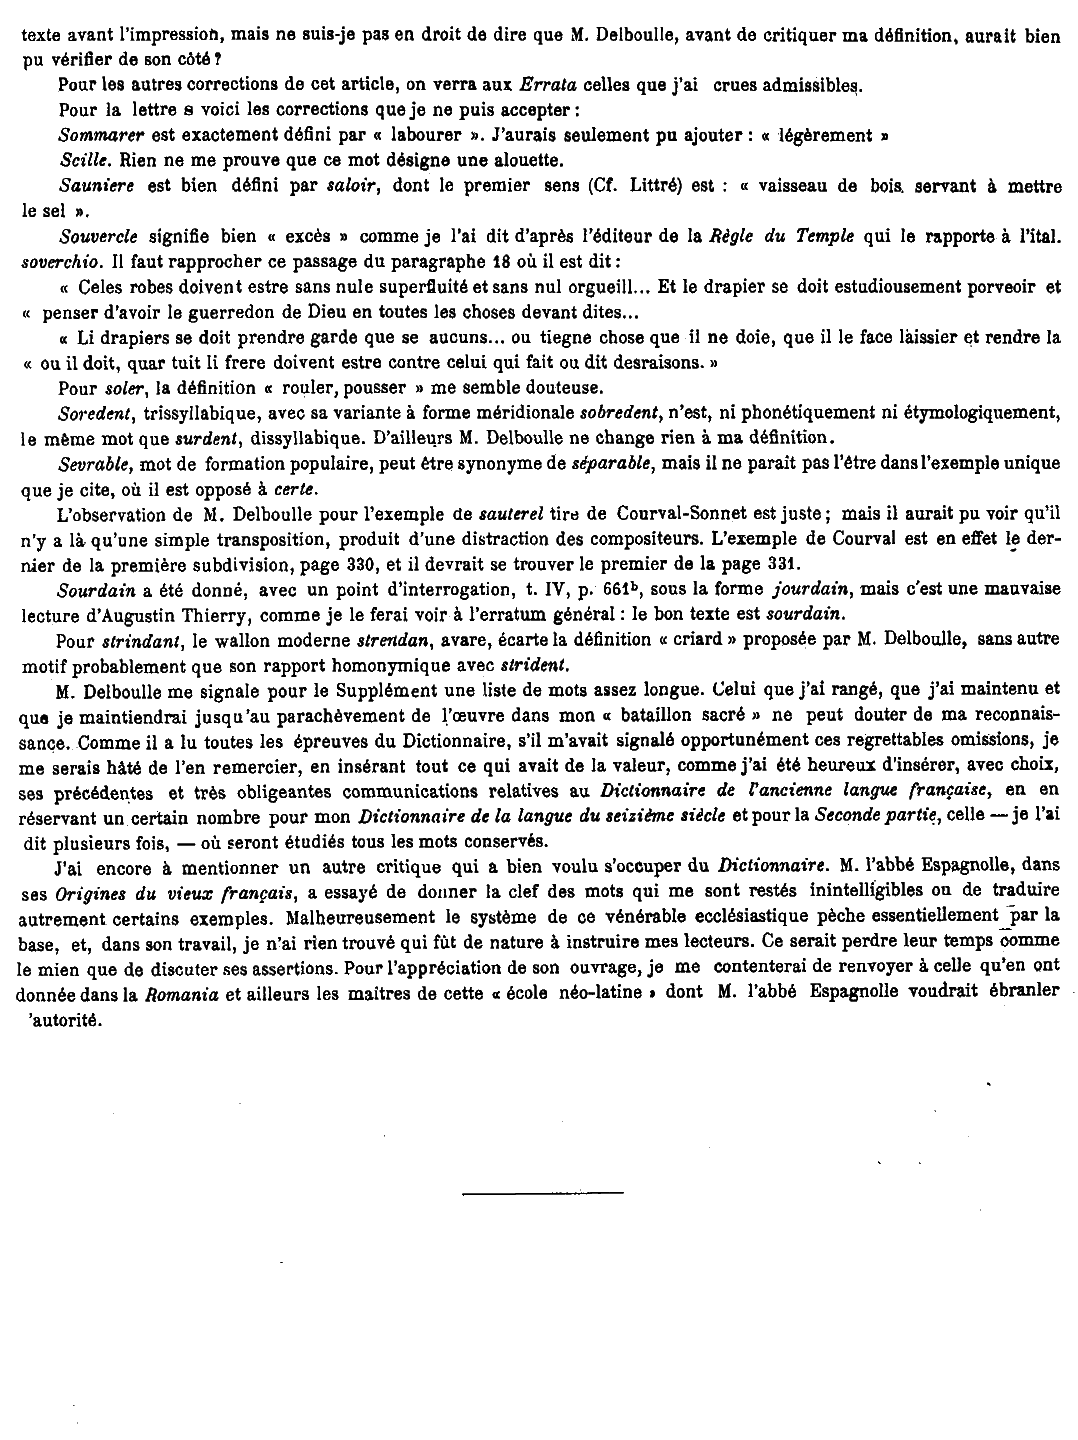 texte avant l'impression, mais ne suis-je pas en droit de dire que M. Delboulle, avant de critiquer ma définition, aurait bien
pu vérifier de son côté ?
Pour les autres corrections de cet article, on verra aux Errata celles que j'ai crues admissibles.
Pour la lettre s voici les corrections que je ne puis accepter :
Sommarer est exactement défini par « labourer ». J'aurais seulement pu ajouter : « légèrement »
Scille. Rien ne me prouve que ce mot désigne une alouette.
Sauniere est bien défini par saloir, dont le premier sens (Cf. Littré) est : « vaisseau de bois servant à mettre
le sel ».
Souvercle signifie bien « excès » comme je l'ai dit d'après l'éditeur de la Règle du Temple qui le rapporte à l'ital.
soverchio. Il faut rapprocher ce passage du paragraphe 18 où il est dit :
« Celes robes doivent estre sans nule superfluité et sans nul orgueill... Et le drapier se doit estudiousement porveoir et
« penser d'avoir le guerredon de Dieu en toutes les choses devant dites...
« Li drapiers se doit prendre garde que se aucuns... ou tiegne chose que il ne doie, que il le face laissier et rendre la
« ou il doit, quar tuit li frere doivent estre contre celui qui fait ou dit desraisons. »
Pour soler, la définition « rouler, pousser » me semble douteuse.
Soredent, trissyllabique, avec sa variante à forme méridionale sobredent, n'est, ni phonétiquement ni étymologiquement,
le même mot que surdent, dissyllabique. D'ailleurs M. Delboulle ne change rien à ma définition.
Sevrable, mot de formation populaire, peut être synonyme de séparable, mais il ne parait pas l'être dans l'exemple unique
que je cite, où il est opposé à certe.
L'observation de M. Delboulle pour l'exemple de sauterel tire de Courval-Sonnet est juste ; mais il aurait pu voir qu'il
n'y a là qu'une simple transposition, produit d'une distraction des compositeurs. L'exemple de Courval est en effet le der-
nier de la première subdivision, page 330, et il devrait se trouver le premier de la page 331.
Sourdain a été donné, avec un point d'interrogation, t. IV, p. 661ᵇ, sous la forme jourdain, mais c'est une mauvaise
lecture d'Augustin Thierry, comme je le ferai voir à l'erratum général : le bon texte est sourdain.
Pour strindant, le wallon moderne strendan, avare, écarte la définition « criard » proposée par M. Delboulle, sans autre
motif probablement que son rapport homonymique avec strident.
M. Delboulle me signale pour le Supplément une liste de mots assez longue. Celui que j'ai rangé, que j'ai maintenu et
que je maintiendrai jusqu'au parachèvement de l'œuvre dans mon « bataillon sacré » ne peut douter de ma reconnais-
sance. Comme il a lu toutes les épreuves du Dictionnaire, s'il m'avait signalé opportunément ces regrettables omissions, je
me serais hâté de l'en remercier, en insérant tout ce qui avait de la valeur, comme j'ai été heureux d'insérer, avec choix,
ses précédentes et très obligeantes communications relatives au Dictionnaire de l'ancienne langue française, en en
réservant un certain nombre pour mon Dictionnaire de la langue du seizième siècle et pour la Seconde partie, celle — je l'ai
dit plusieurs fois, — où seront étudiés tous les mots conservés.
J'ai encore à mentionner un autre critique qui a bien voulu s'occuper du Dictionnaire. M. l'abbé Espagnolle, dans
ses Origines du vieux français, a essayé de donner la clef des mots qui me sont restés inintelligibles ou de traduire
autrement certains exemples. Malheureusement le système de ce vénérable ecclésiastique pèche essentiellement par la
base, et, dans son travail, je n'ai rien trouvé qui fût de nature à instruire mes lecteurs. Ce serait perdre leur temps comme
le mien que de discuter ses assertions. Pour l'appréciation de son ouvrage, je me contenterai de renvoyer à celle qu'en ont
donnée dans la Romania et ailleurs les maîtres de cette « école néo-latine » dont M. l'abbé Espagnolle voudrait ébranler
'autorité.